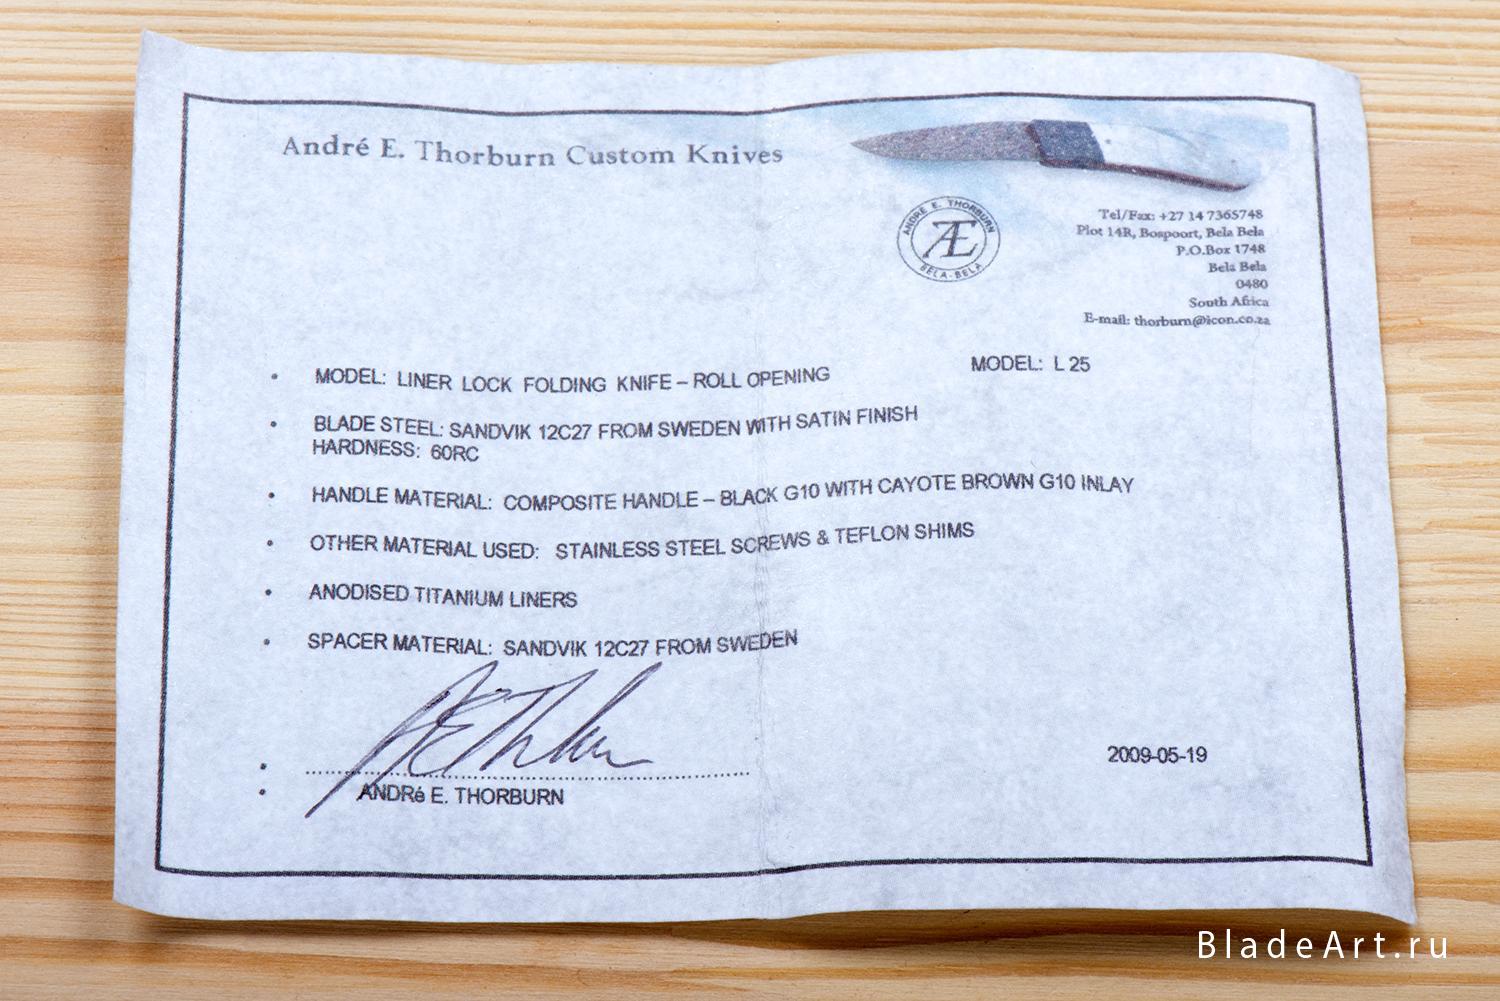 André E. Thorburn Custom Knives
ANDRE E. THORBURN
Æ
BELA-BELA
Tel/Fax: +27 14 7365748
Plot 14R, Bospoort, Bela Bela
P.O.Box 1748
Bela Bela
0480
South Africa
E-mail: thorburn@icon.co.za
• MODEL: LINER LOCK FOLDING KNIFE – ROLL OPENING MODEL: L 25
• BLADE STEEL: SANDVIK 12C27 FROM SWEDEN WITH SATIN FINISH
HARDNESS: 60RC
• HANDLE MATERIAL: COMPOSITE HANDLE – BLACK G10 WITH CAYOTE BROWN G10 INLAY
• OTHER MATERIAL USED: STAINLESS STEEL SCREWS & TEFLON SHIMS
• ANODISED TITANIUM LINERS
• SPACER MATERIAL: SANDVIK 12C27 FROM SWEDEN
AE Thorburn
2009-05-19
ANDRé E. THORBURN
BladeArt.ru